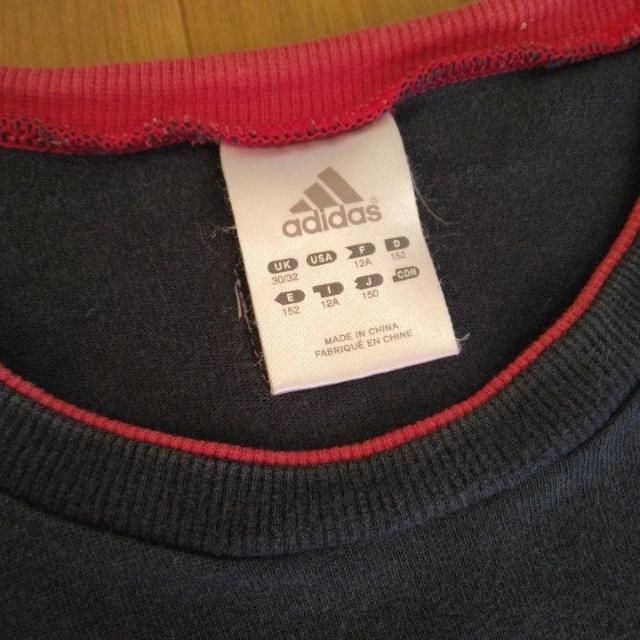 adidas®
UK USA F D
30/32 12A 152
E I J CDN
152 12A 150
MADE IN CHINA
FABRIQUÉ EN CHINE